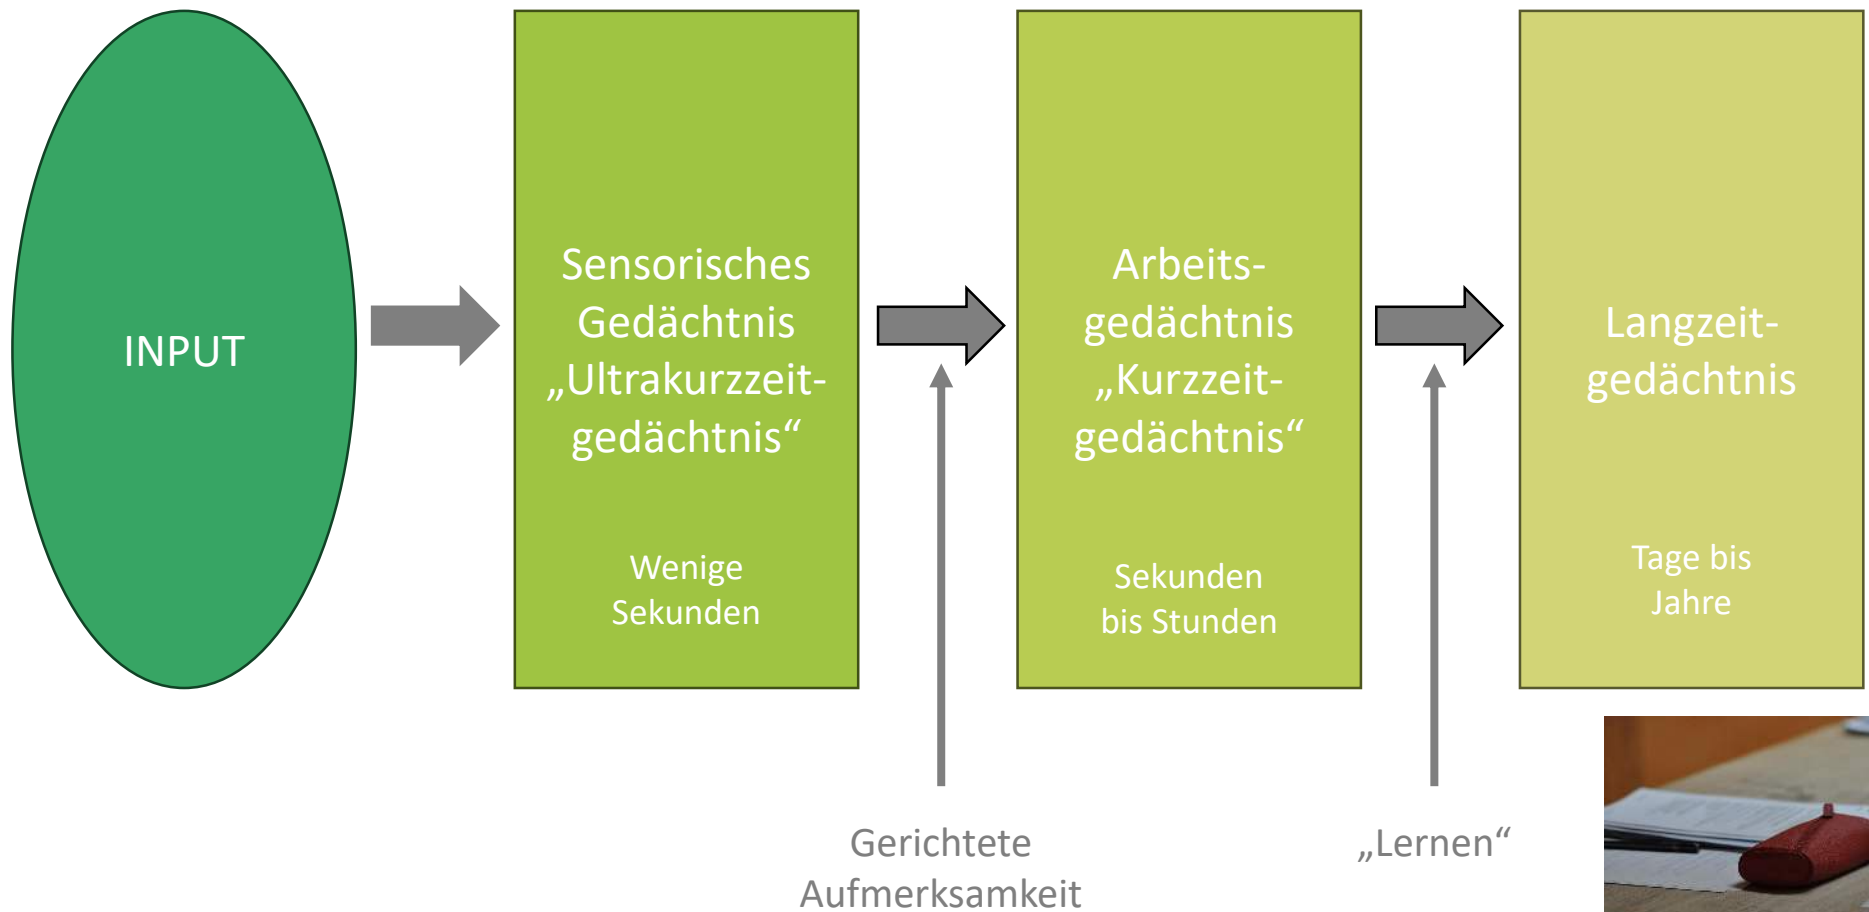 INPUT
Sensorisches
Gedächtnis
„Ultrakurzzeit-
gedächtnis“
Wenige
Sekunden
Arbeits-
gedächtnis
„Kurzzeit-
gedächtnis“
Sekunden
bis Stunden
Langzeit-
gedächtnis
Tage bis
Jahre
Gerichtete
Aufmerksamkeit
„Lernen“